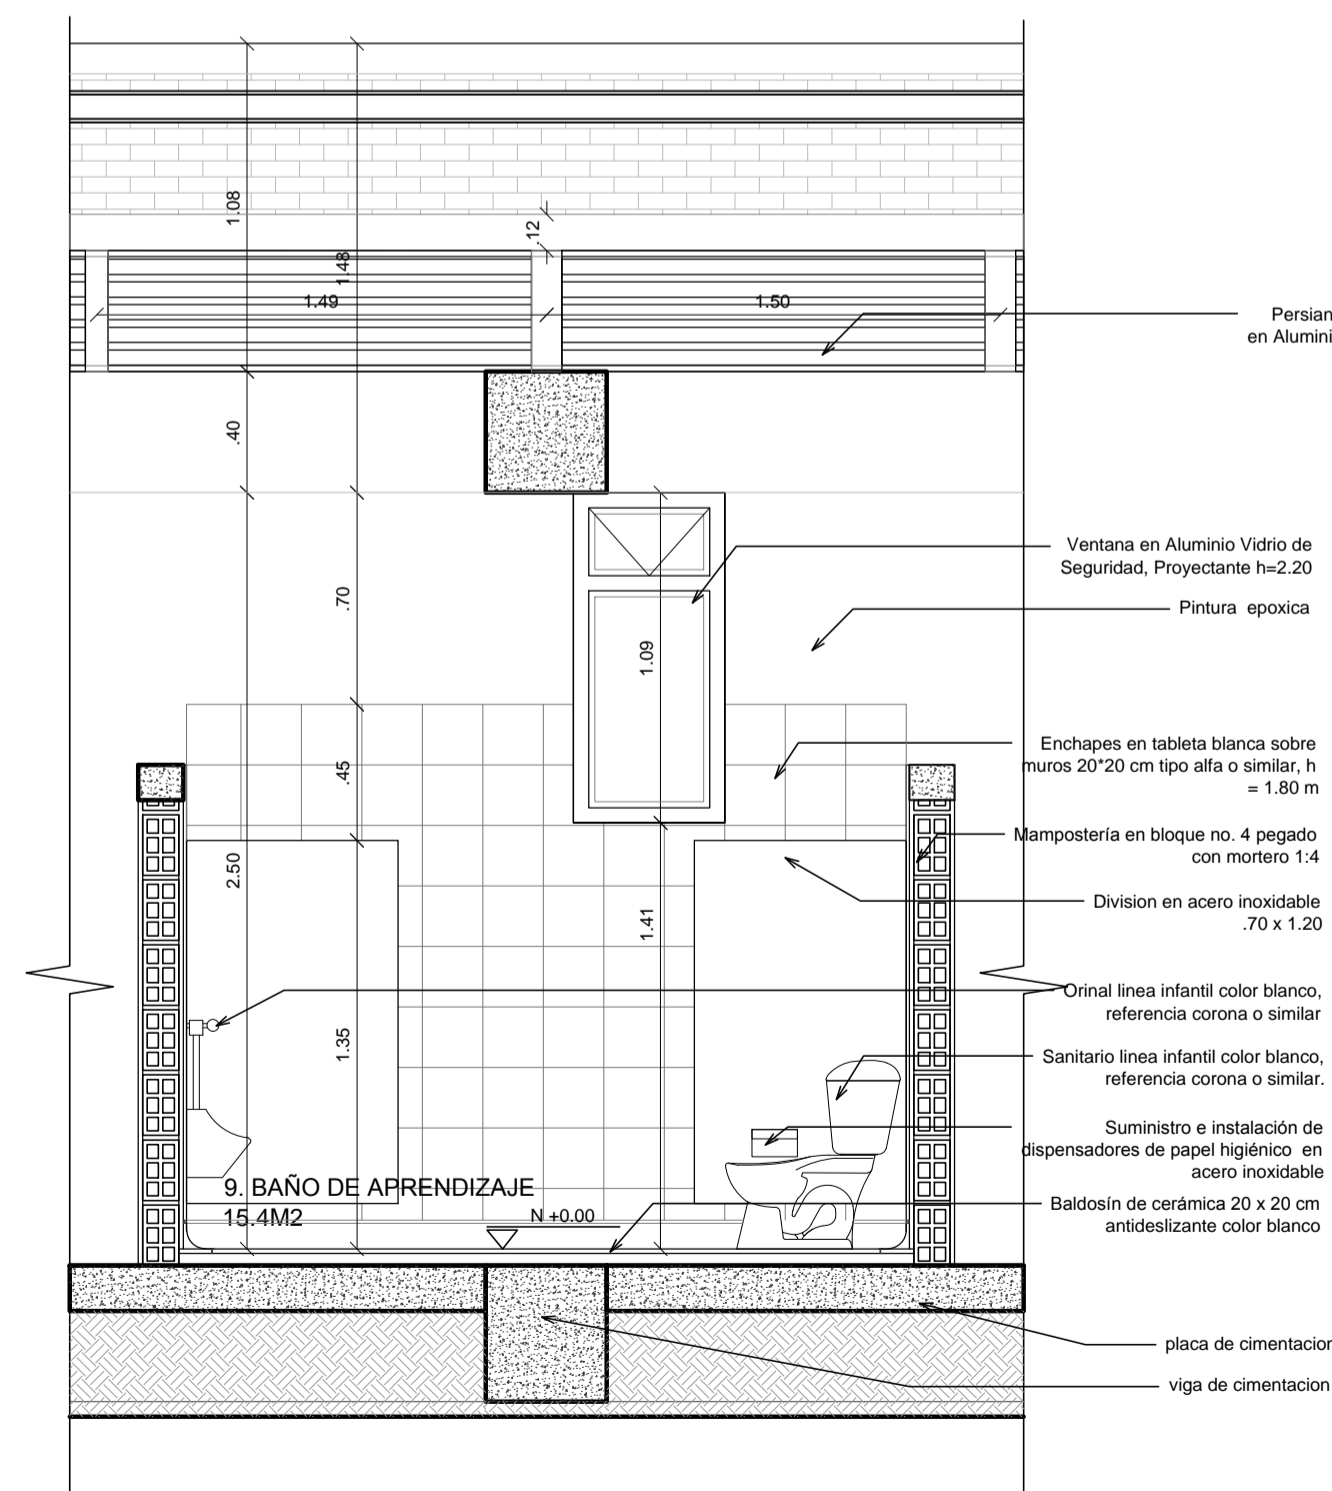 1.08
.12
1.48
1.49
1.50
Persian
en Alumini
.40
Ventana en Aluminio Vidrio de
Seguridad, Proyectante h=2.20
.70
Pintura epoxica
1.09
Enchapes en tableta blanca sobre
muros 20*20 cm tipo alfa o similar, h
= 1.80 m
.45
Mampostería en bloque no. 4 pegado
con mortero 1:4
2.50
Division en acero inoxidable
.70 x 1.20
1.41
Orinal linea infantil color blanco,
referencia corona o similar
1.35
Sanitario linea infantil color blanco,
referencia corona o similar.
Suministro e instalación de
dispensadores de papel higiénico en
acero inoxidable
9. BAÑO DE APRENDIZAJE
15.4M2
N +0.00
Baldosín de cerámica 20 x 20 cm
antideslizante color blanco
placa de cimentacion
viga de cimentacion